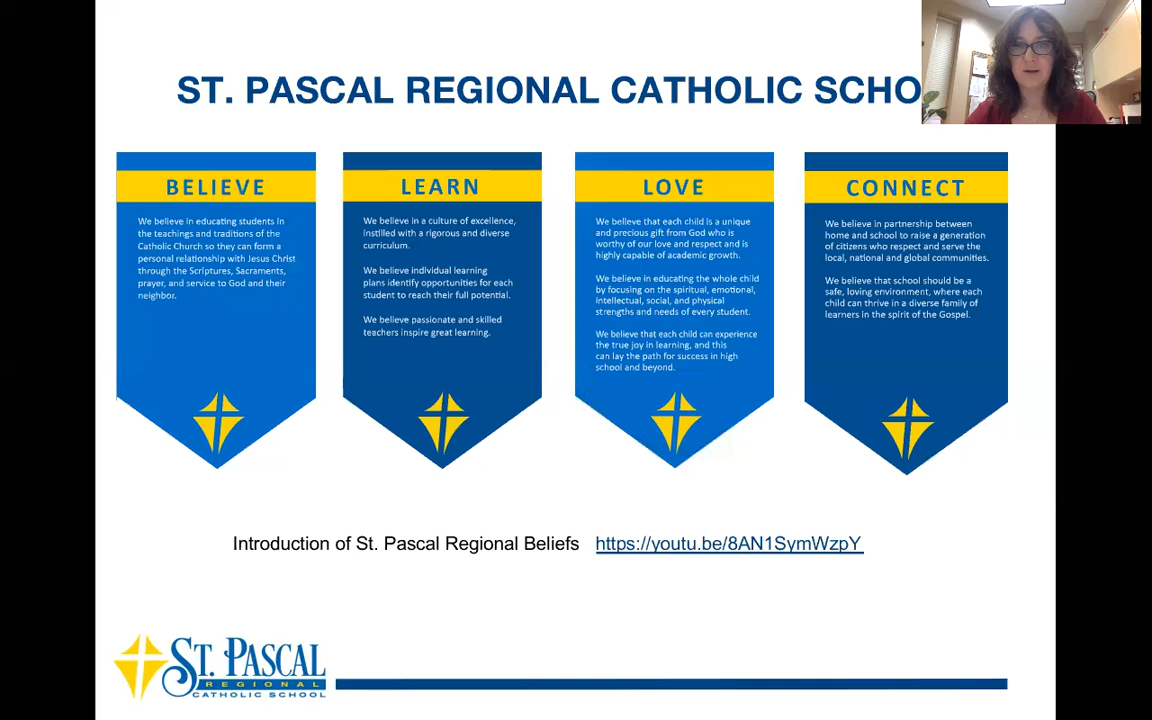 ST. PASCAL REGIONAL CATHOLIC SCHO
BELIEVE
We believe in educating students in
the teachings and traditions of the
Catholic Church so they can form a
personal relationship with Jesus Christ
through the Scriptures, Sacraments,
prayer, and service to God and their
neighbor.
LEARN
We believe in a culture of excellence,
instilled with a rigorous and diverse
curriculum.
We believe individual learning
plans identify opportunities for each
student to reach their full potential.
We believe passionate and skilled
teachers inspire great learning.
LOVE
We believe that each child is a unique
and precious gift from God who is
worthy of our love and respect and is
highly capable of academic growth.
We believe in educating the whole child
by focusing on the spiritual, emotional,
intellectual, social, and physical
strengths and needs of every student.
We believe that each child can experience
the true joy in learning, and this
can lay the path for success in high
school and beyond.
CONNECT
We believe in partnership between
home and school to raise a generation
of citizens who respect and serve the
local, national and global communities.
We believe that school should be a
safe, loving environment, where each
child can thrive in a diverse family of
learners in the spirit of the Gospel.
Introduction of St. Pascal Regional Beliefs https://youtu.be/8AN1SymWzpY
ST. PASCAL
REGIONAL
CATHOLIC SCHOOL